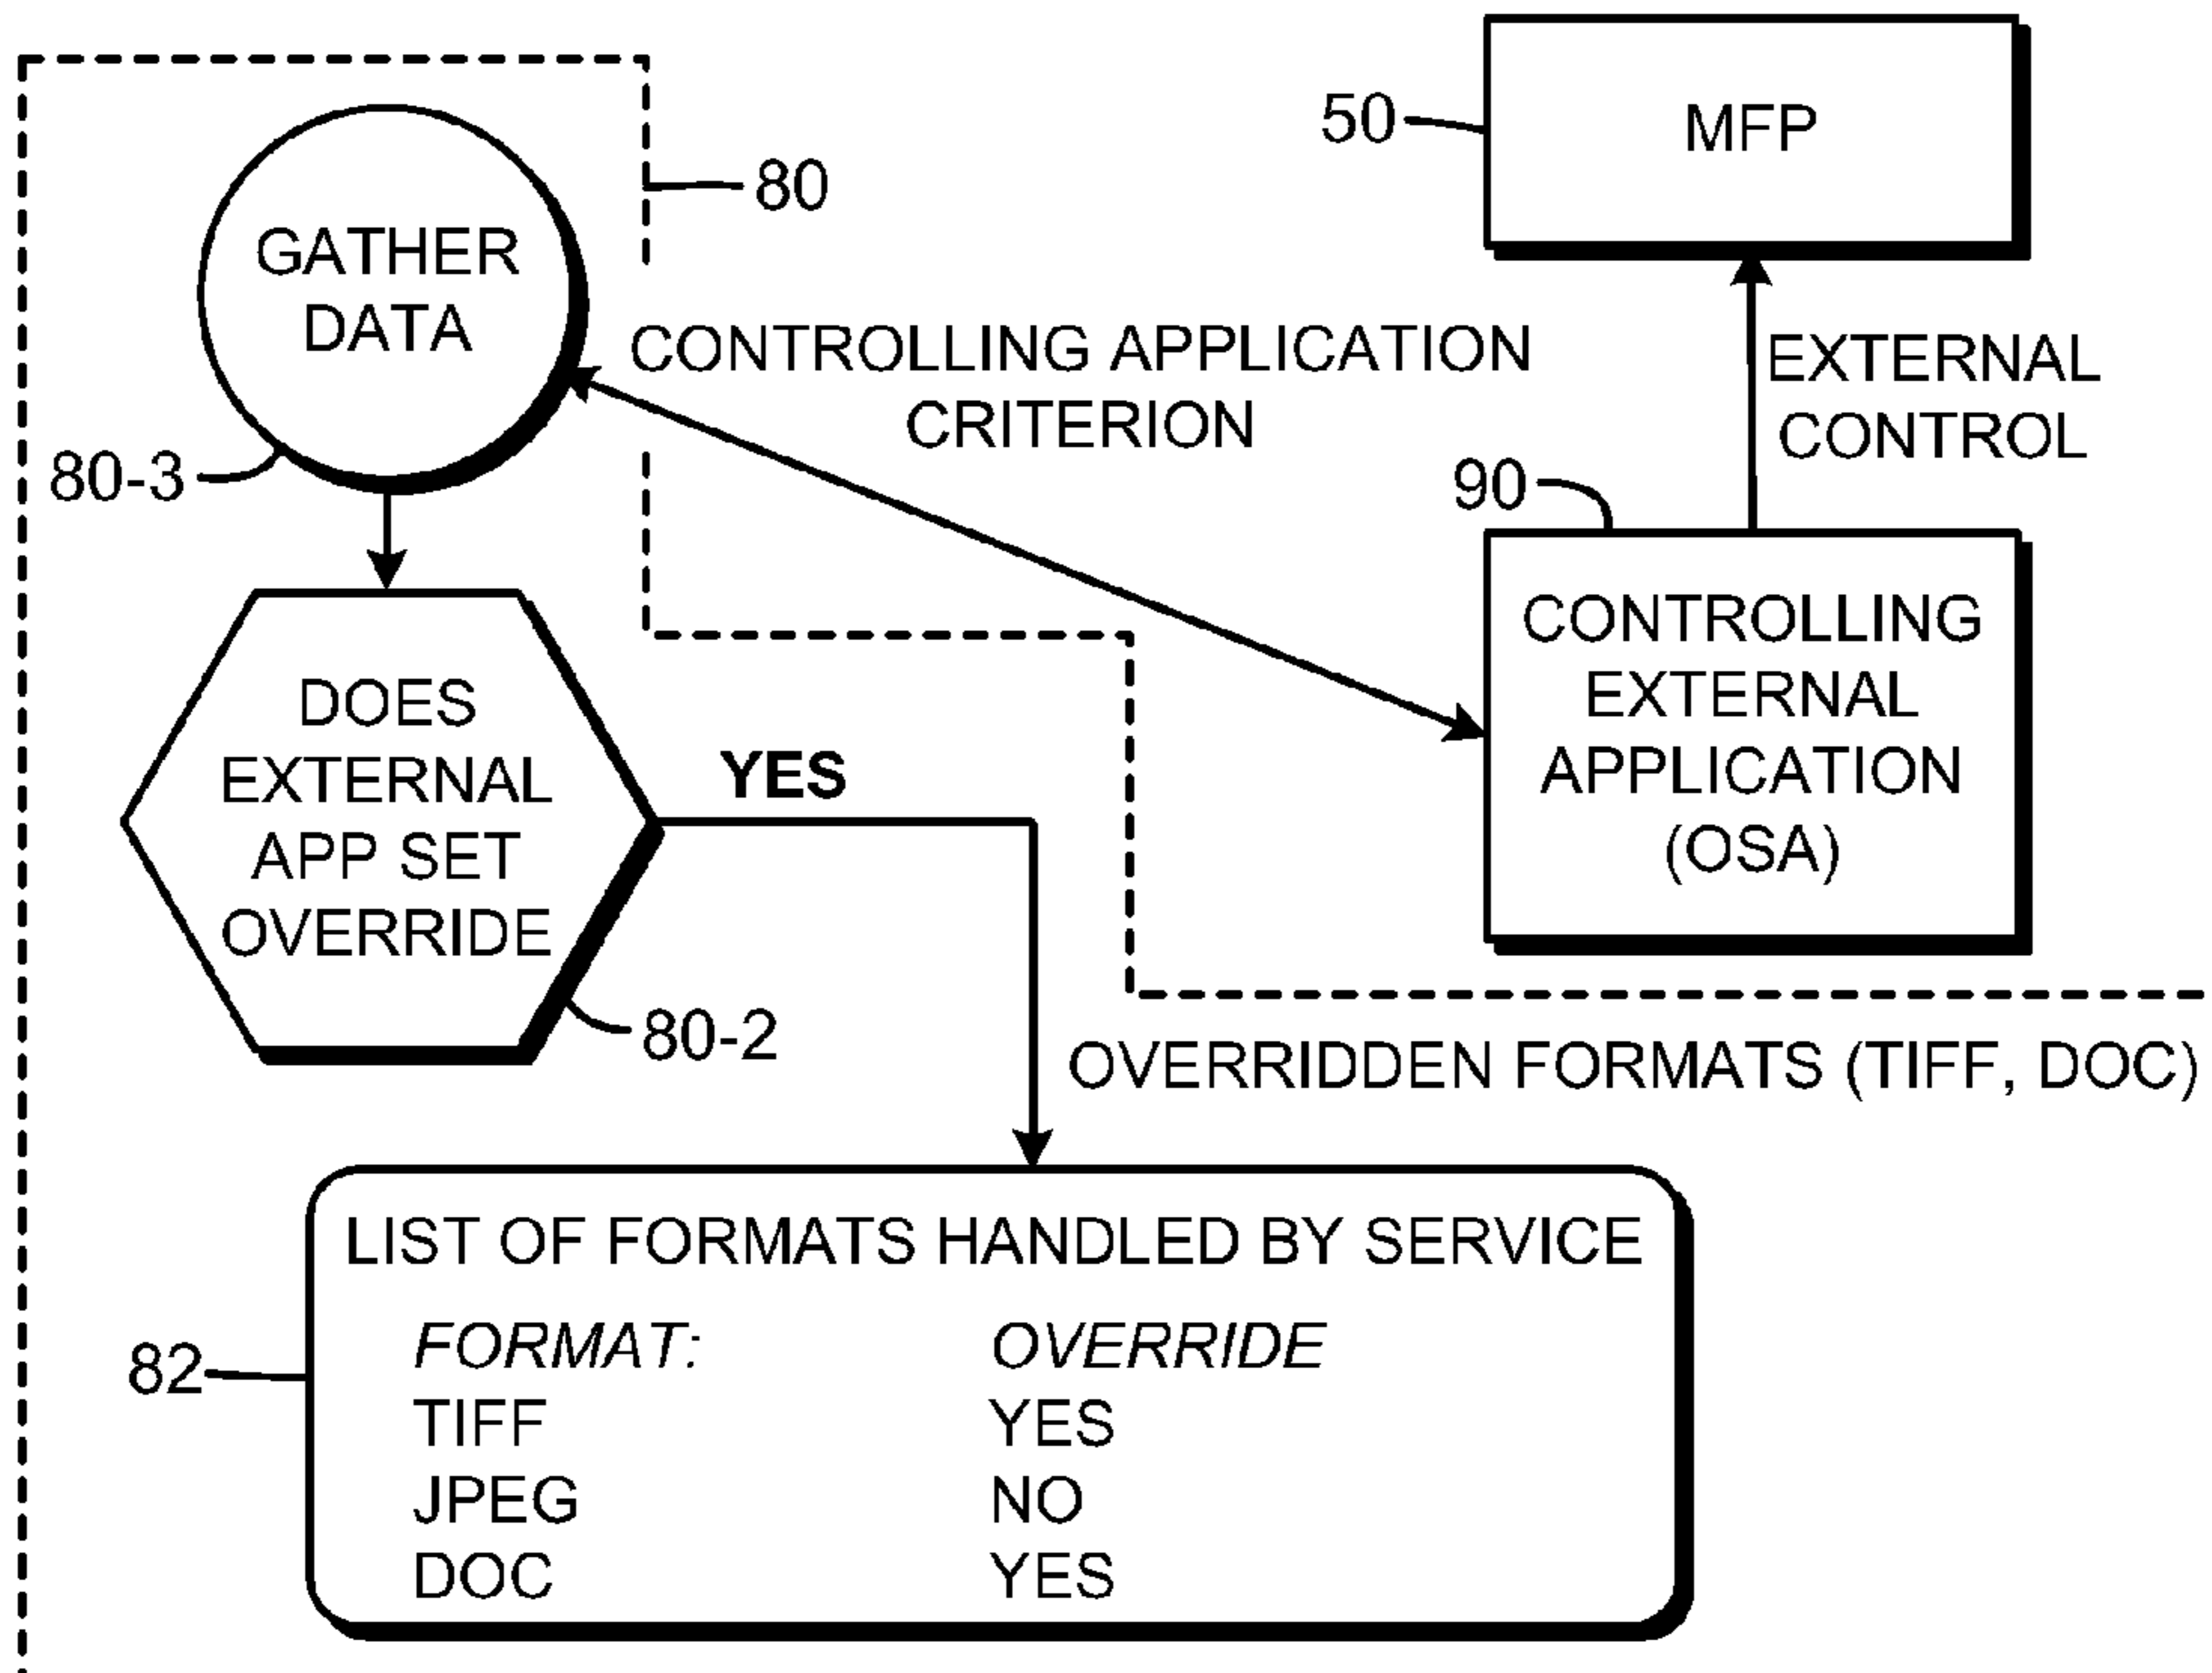 50
MFP
80
GATHER
DATA
CONTROLLING APPLICATION
CRITERION
EXTERNAL
CONTROL
80-3
90
CONTROLLING
EXTERNAL
APPLICATION
(OSA)
DOES
EXTERNAL
APP SET
OVERRIDE
YES
80-2
OVERRIDDEN FORMATS (TIFF, DOC)
LIST OF FORMATS HANDLED BY SERVICE
82
FORMAT: OVERRIDE
TIFF YES
JPEG NO
DOC YES